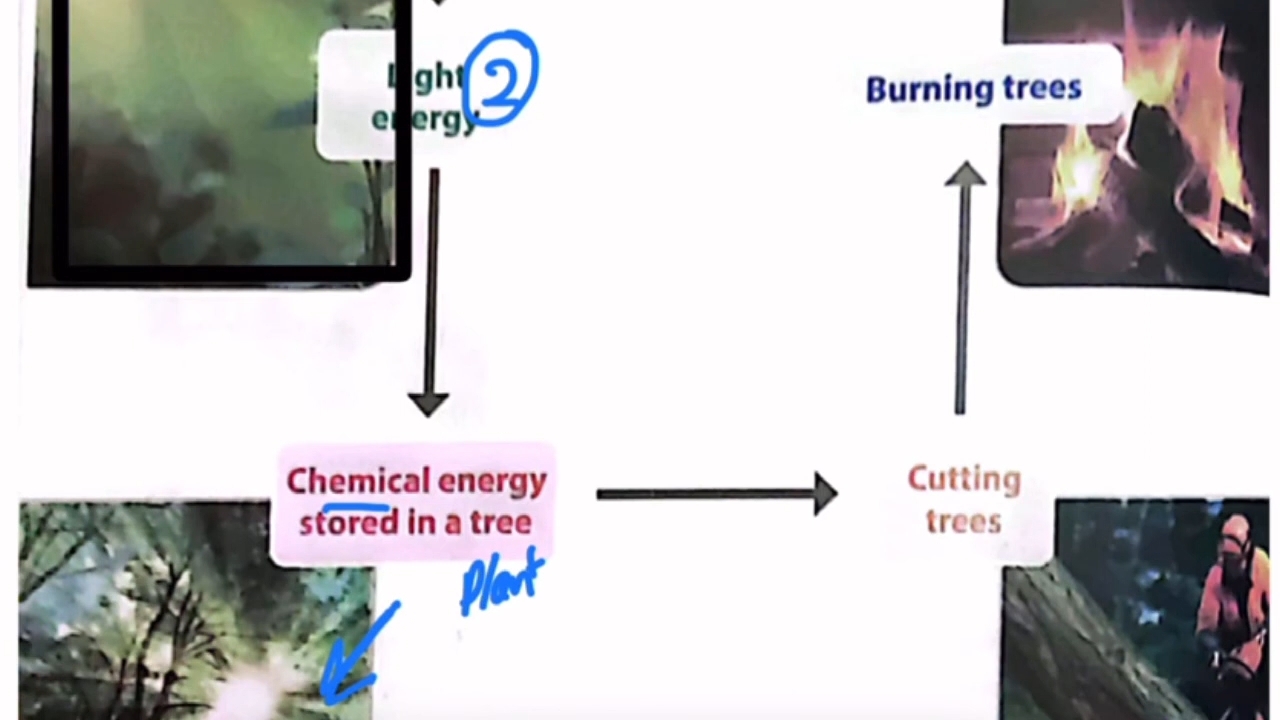 Light
energy
2
Burning trees
Chemical energy
stored in a tree
Plant
Cutting
trees